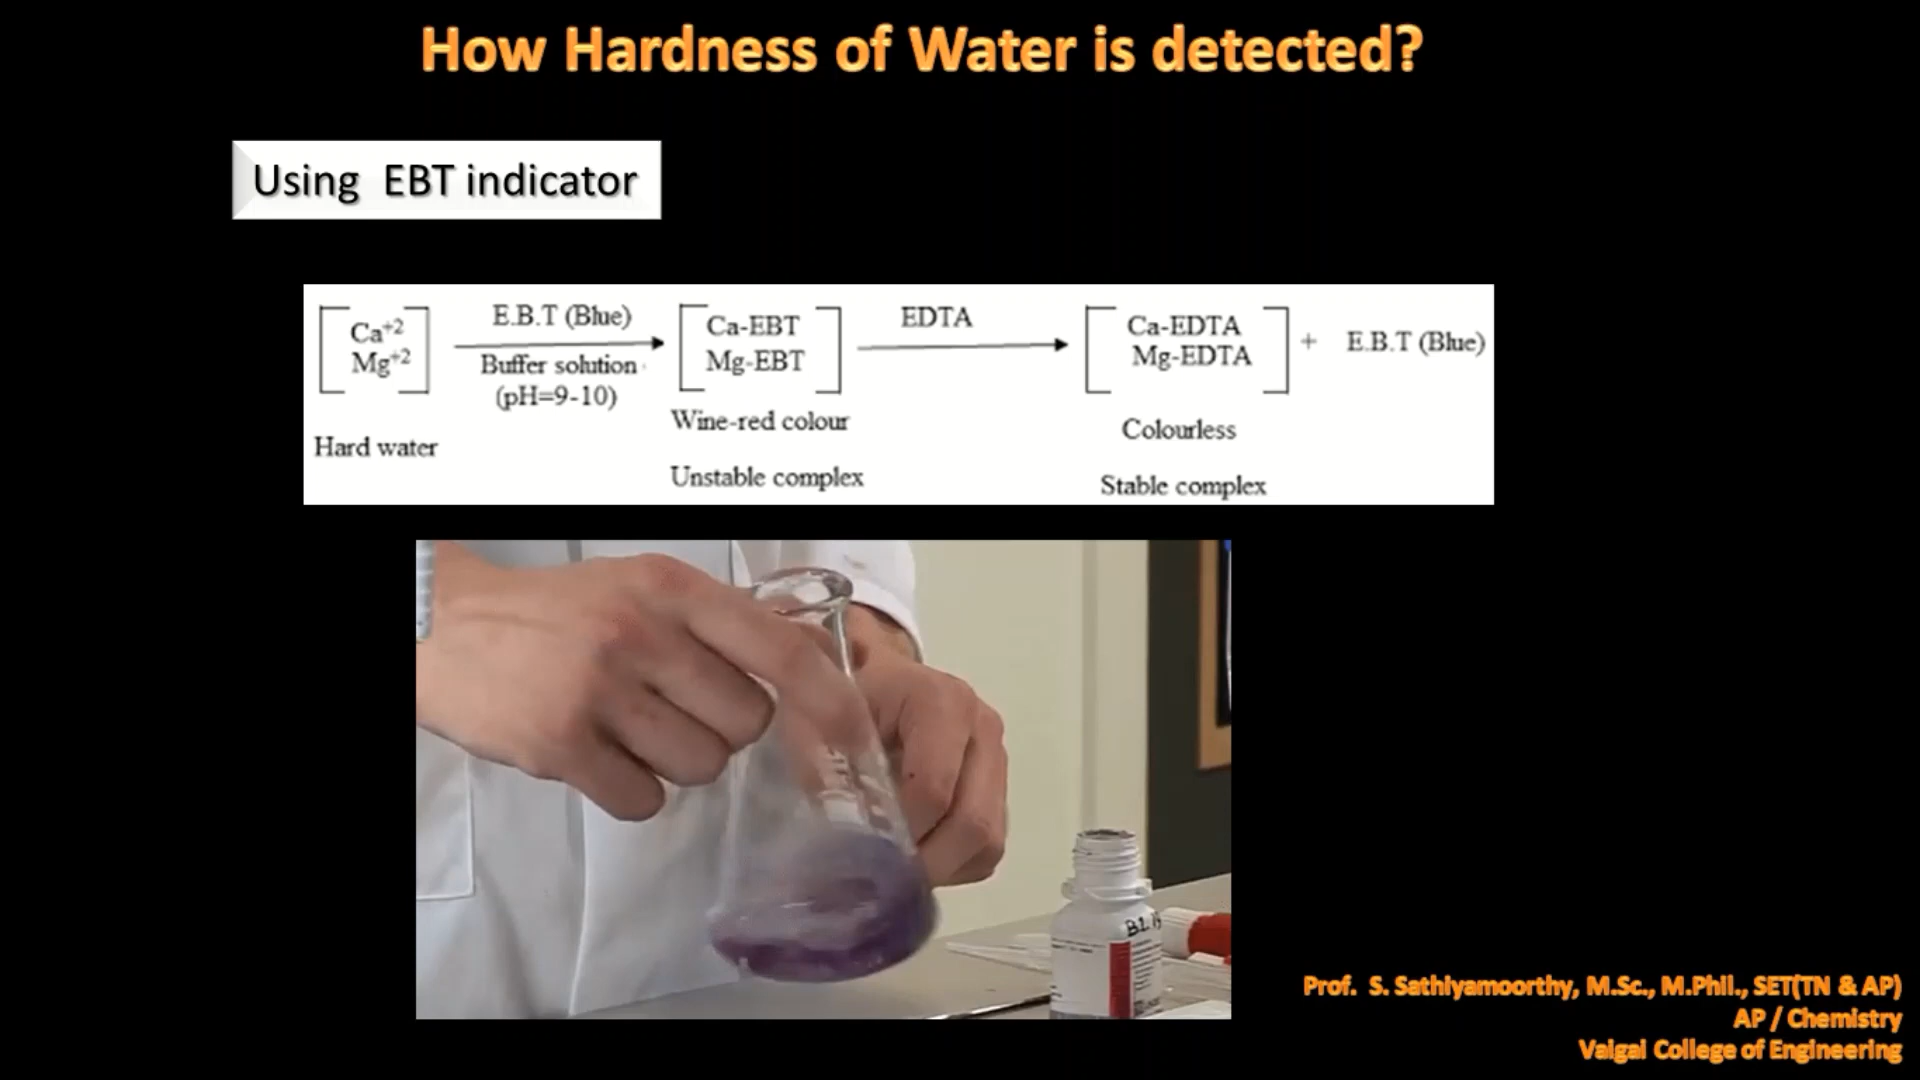 How Hardness of Water is detected?
Using EBT indicator
Ca+2
Mg+2
Hard water
E.B.T (Blue)
Buffer solution
(pH=9-10)
Ca-EBT
Mg-EBT
Wine-red colour
Unstable complex
EDTA
Ca-EDTA
Mg-EDTA
Colourless
Stable complex
+ E.B.T (Blue)
Prof. S. Sathiyamoorthy, M.Sc., M.Phil., SET(TN & AP)
AP / Chemistry
Vaigai College of Engineering